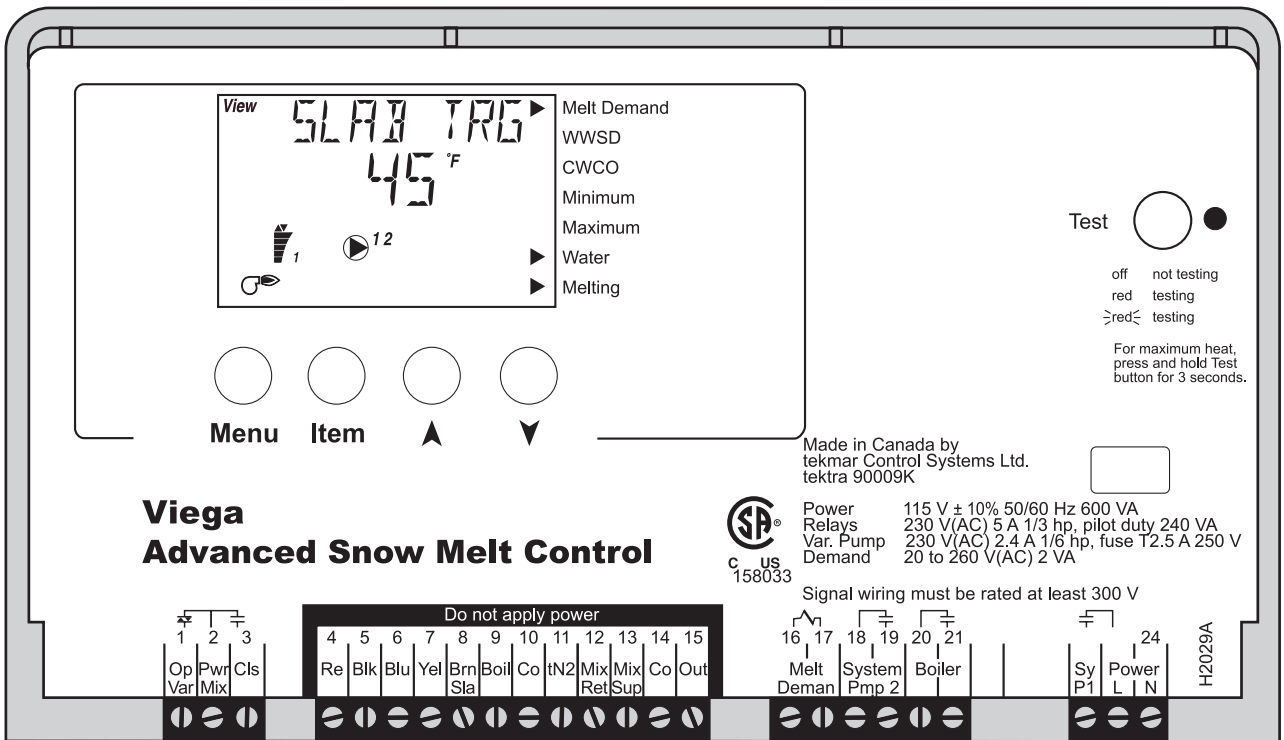 View
SLAB TRG
45 °F
1
1 2
Melt Demand
WWSD
CWCO
Minimum
Maximum
Water
Melting
Menu Item
Test
off not testing
red testing
red testing
For maximum heat,
press and hold Test
button for 3 seconds.
Made in Canada by
tekmar Control Systems Ltd.
tektra 90009K
Viega
Advanced Snow Melt Control
SA ®
C US
158033
Power 115 V ± 10% 50/60 Hz 600 VA
Relays 230 V(AC) 5 A 1/3 hp, pilot duty 240 VA
Var. Pump 230 V(AC) 2.4 A 1/6 hp, fuse T2.5 A 250 V
Demand 20 to 260 V(AC) 2 VA
Signal wiring must be rated at least 300 V
Do not apply power
1 2 3 4 5 6 7 8 9 10 11 12 13 14 15 16 17 18 19 20 21 24
Op Pwr Cls Re Blk Blu Yel Brn Boil Co tN2 Mix Mix Co Out Melt System Boiler Sy Power
Var Mix Sla Ret Sup Deman Pmp 2 P1 L N
H2029A